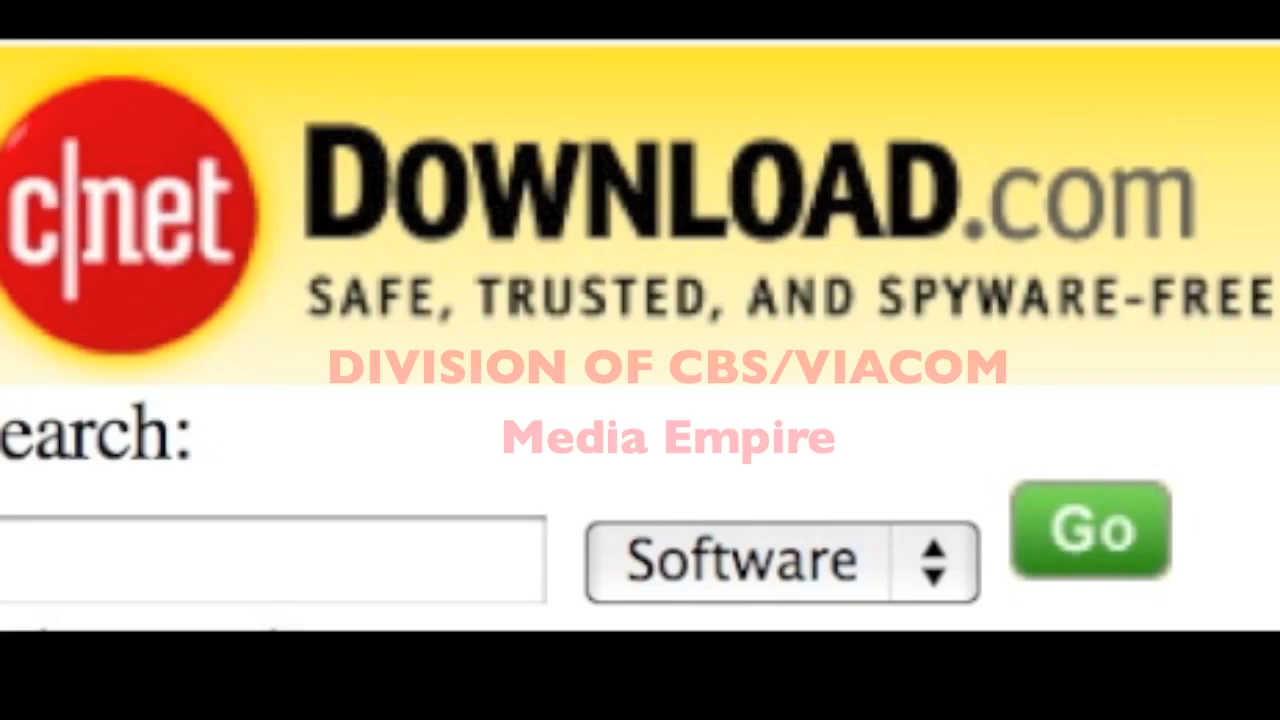 c|net
DOWNLOAD.com
SAFE, TRUSTED, AND SPYWARE-FREE
DIVISION OF CBS/VIACOM
Media Empire
earch:
Software
Go